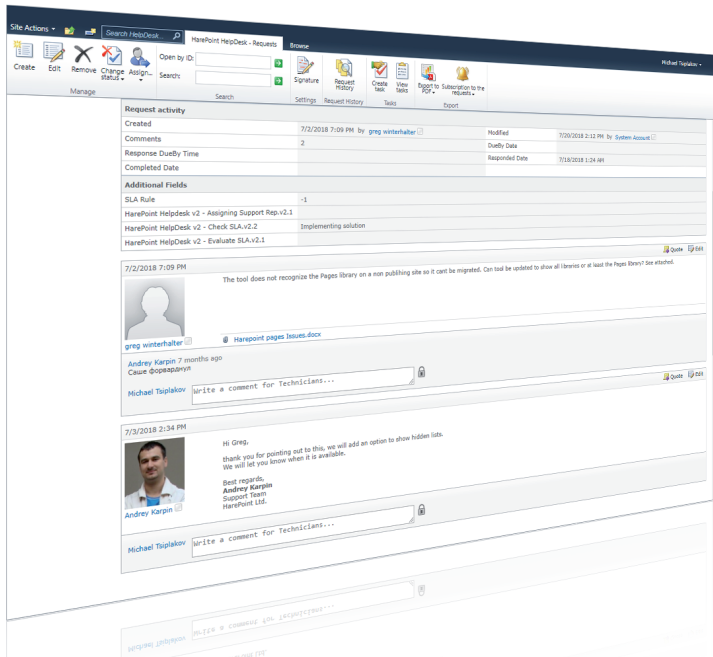 Site Actions
Search HelpDesk...
HarePoint HelpDesk - Requests
Browse
Michael Tsiplakov
Create
Edit
Remove
Change status
Assign...
Open by ID:
Search:
Signature
Request History
Create task
View tasks
Export to PDF
Subscription to the requests
Manage
Search
Settings
Request History
Tasks
Export
Request activity
Created
7/2/2018 7:09 PM by greg winterhalter
Modified
7/20/2018 2:12 PM by System Account
Comments
2
DueBy Date
Response DueBy Time
Responded Date
7/18/2018 1:24 AM
Completed Date
Additional Fields
SLA Rule
-1
HarePoint Helpdesk v2 - Assigning Support Rep.v2.1
HarePoint HelpDesk v2 - Check SLA.v2.2
Implementing solution
HarePoint HelpDesk v2 - Evaluate SLA.v2.1
7/2/2018 7:09 PM
Quote
Edit
The tool does not recognize the Pages library on a non publihing site so it cant be migrated. Can tool be updated to show all libraries or at least the Pages library? See attached.
greg winterhalter
Harepoint pages Issues.docx
Andrey Karpin 7 months ago
Саше форварднул
Michael Tsiplakov
Write a comment for Technicians...
7/3/2018 2:34 PM
Quote
Edit
Hi Greg,
thank you for pointing out to this, we will add an option to show hidden lists.
We will let you know when it is available.
Best regards,
Andrey Karpin
Support Team
HarePoint Ltd.
Andrey Karpin
Michael Tsiplakov
Write a comment for Technicians...